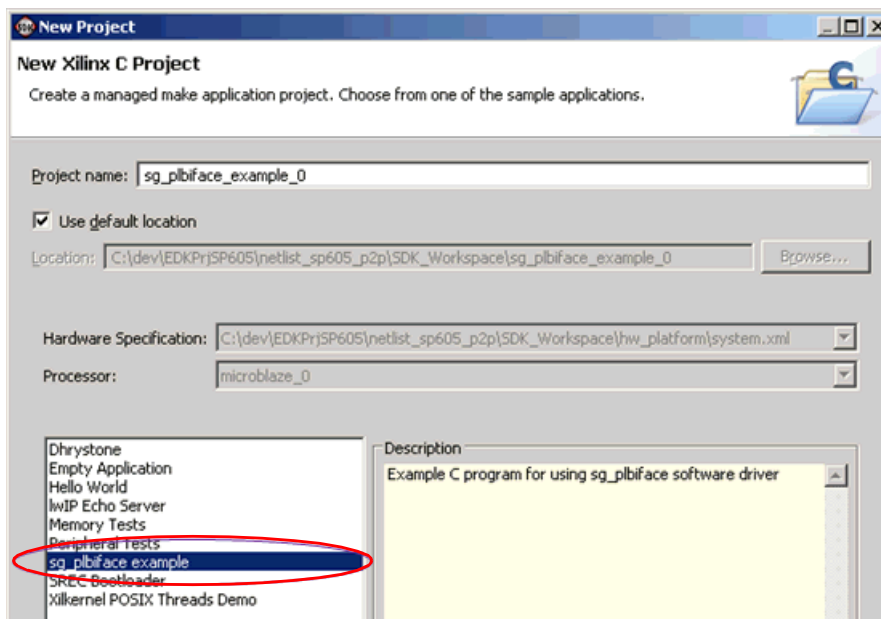 New Project
New Xilinx C Project
Create a managed make application project. Choose from one of the sample applications.
Project name: sg_plbiface_example_0
Use default location
Location: C:\dev\EDKPrjSP605\netlist_sp605_p2p\SDK_Workspace\sg_plbiface_example_0 Browse...
Hardware Specification: C:\dev\EDKPrjSP605\netlist_sp605_p2p\SDK_Workspace\hw_platform\system.xml
Processor: microblaze_0
Dhrystone
Empty Application
Hello World
lwIP Echo Server
Memory Tests
Peripheral Tests
sg_plbiface example
SREC Bootloader
Xilkernel POSIX Threads Demo
Description
Example C program for using sg_plbiface software driver